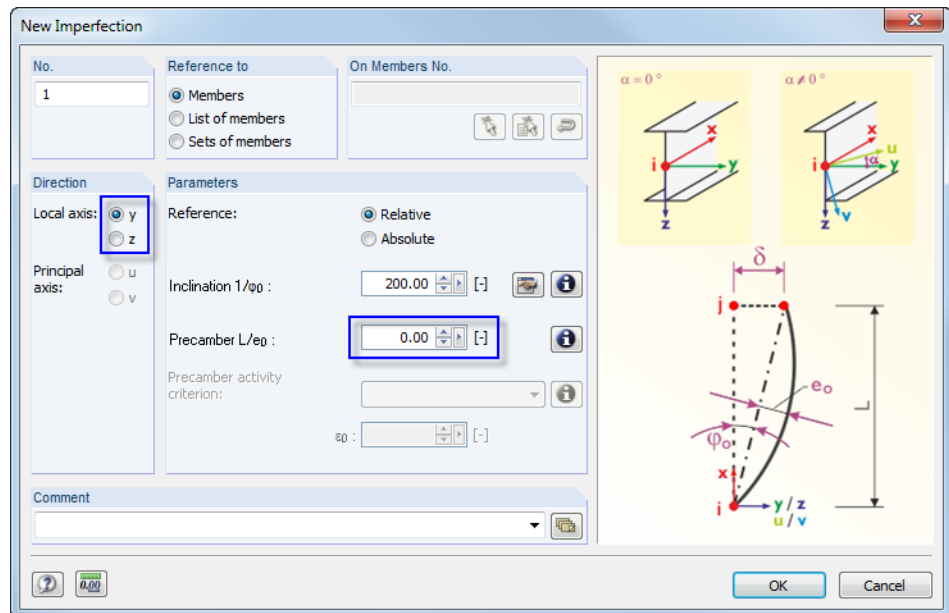 New Imperfection
No.
1
Reference to
Members
List of members
Sets of members
On Members No.
Direction
Local axis:
y
z
Principal
axis:
u
v
Parameters
Reference:
Relative
Absolute
Inclination 1/φ0 :
200.00
[-]
Precamber L/e0 :
0.00
[-]
Precamber activity
criterion:
ε0 :
[-]
Comment
α = 0 °
x
i
y
z
α ≠ 0 °
x
u
i
α
y
z
v
δ
j
e₀
L
φ₀
x
i
y / z
u / v
0.00
OK
Cancel